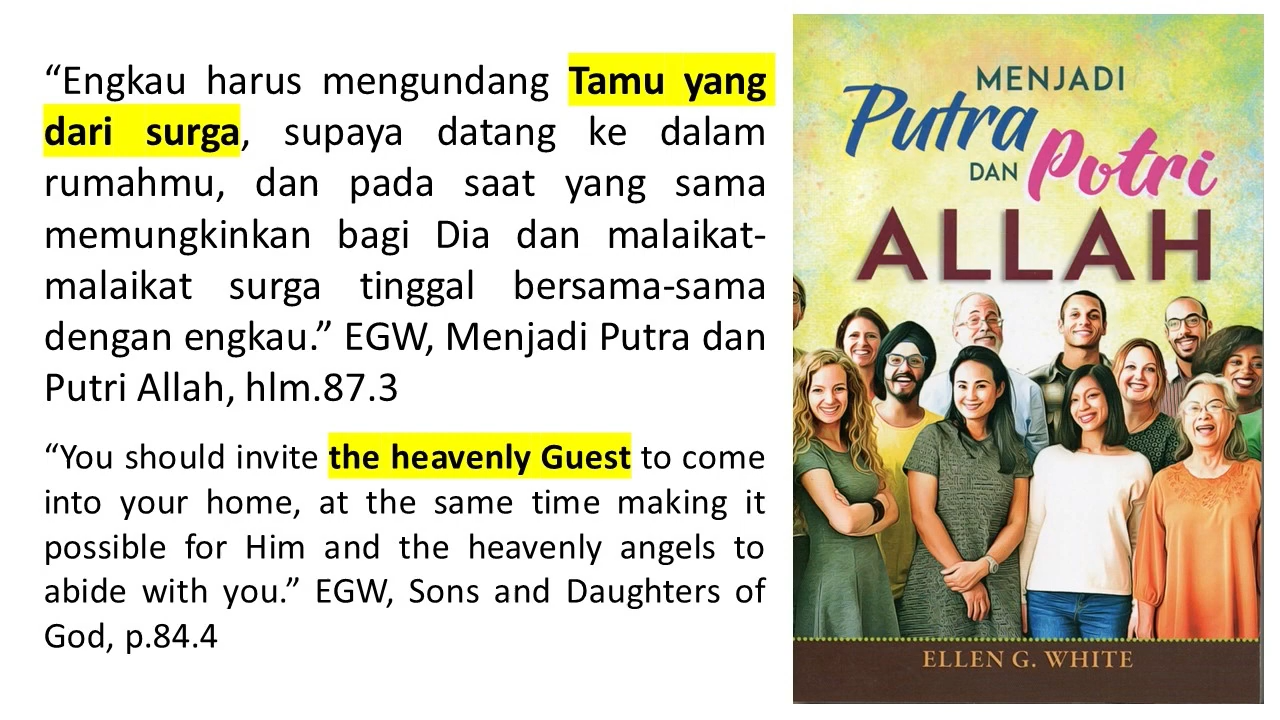 “Engkau harus mengundang Tamu yang
dari surga, supaya datang ke dalam
rumahmu, dan pada saat yang sama
memungkinkan bagi Dia dan malaikat-
malaikat surga tinggal bersama-sama
dengan engkau.” EGW, Menjadi Putra dan
Putri Allah, hlm.87.3
“You should invite the heavenly Guest to come
into your home, at the same time making it
possible for Him and the heavenly angels to
abide with you.” EGW, Sons and Daughters of
God, p.84.4
MENJADI
Putra
DAN Putri
ALLAH
ELLEN G. WHITE